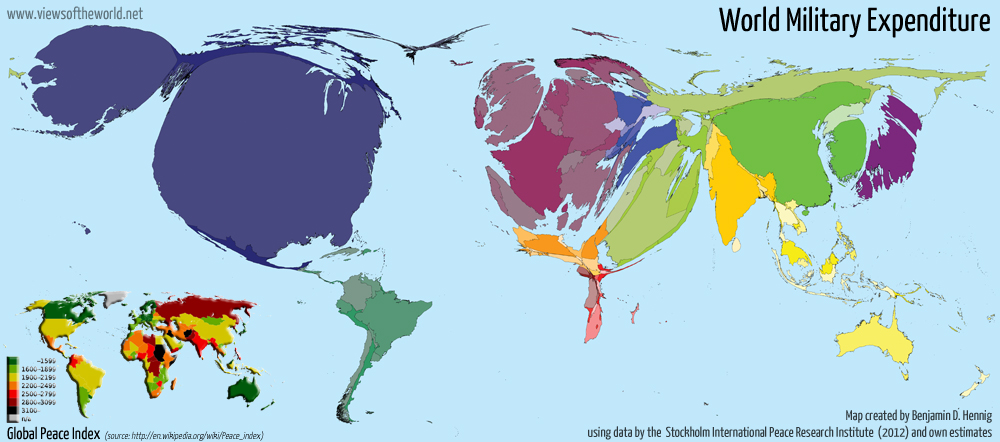 www.viewsoftheworld.net
World Military Expenditure
-1599
1600-1899
1900-2199
2200-2499
2500-2799
2800-3099
3100-
n/a
Global Peace Index (source: http://en.wikipedia.org/wiki/Peace_index)
Map created by Benjamin D. Hennig
using data by the Stockholm International Peace Research Institute (2012) and own estimates